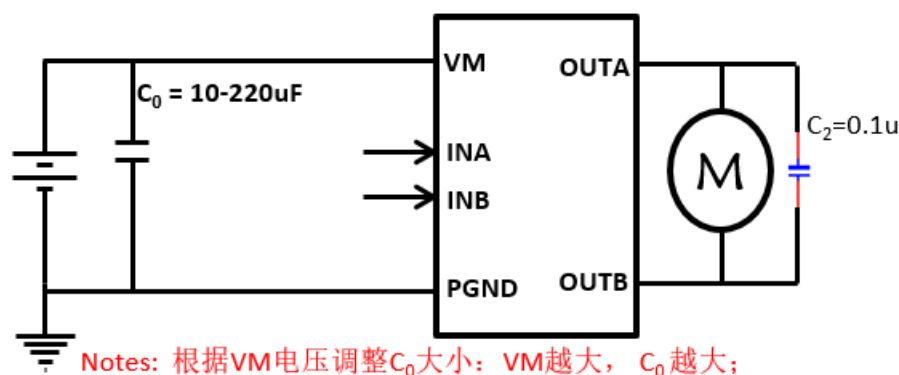 VM
OUTA
C₀ = 10-220uF
C₂=0.1u
INA
M
INB
PGND
OUTB
Notes: 根据VM电压调整C₀大小：VM越大， C₀越大；